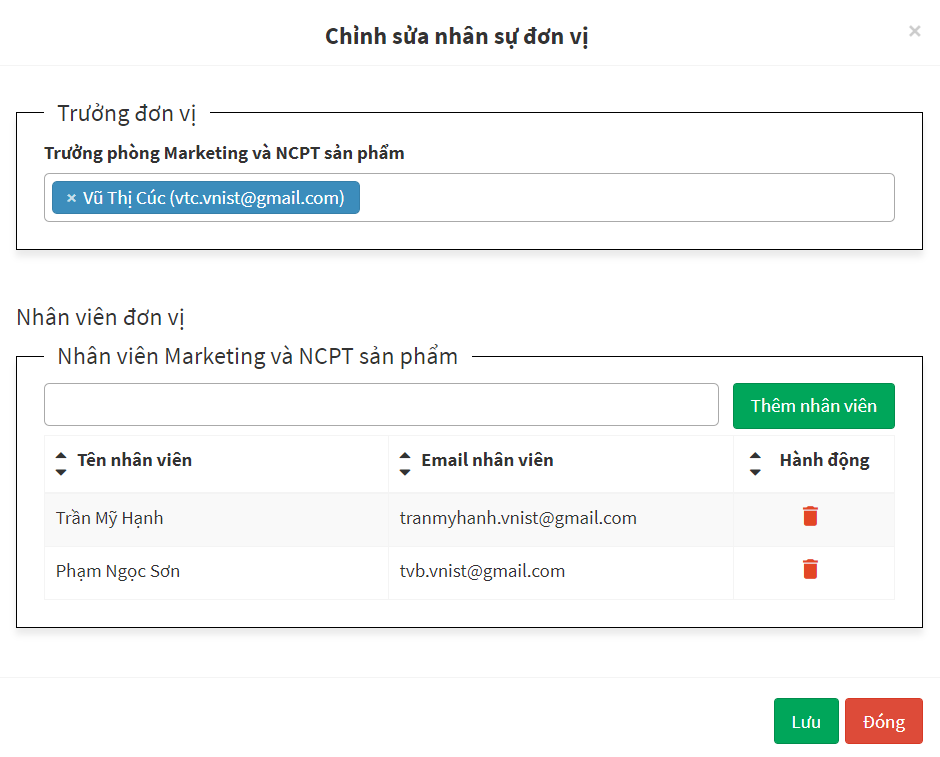 Chỉnh sửa nhân sự đơn vị
×
Trưởng đơn vị
Trưởng phòng Marketing và NCPT sản phẩm
× Vũ Thị Cúc (vtc.vnist@gmail.com)
Nhân viên đơn vị
Nhân viên Marketing và NCPT sản phẩm
Thêm nhân viên
Tên nhân viên Email nhân viên Hành động
Trần Mỹ Hạnh tranmyhanh.vnist@gmail.com
Phạm Ngọc Sơn tvb.vnist@gmail.com
Lưu Đóng